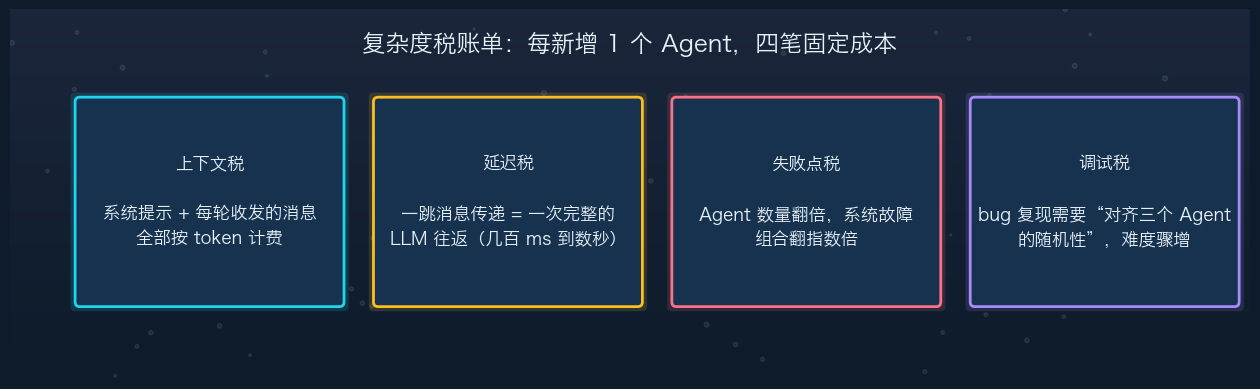 复杂度税账单：每新增 1 个 Agent，四笔固定成本
上下文税
系统提示 + 每轮收发的消息
全部按 token 计费
延迟税
一跳消息传递 = 一次完整的
LLM 往返（几百 ms 到数秒）
失败点税
Agent 数量翻倍，系统故障
组合翻指数倍
调试税
bug 复现需要“对齐三个 Agent
的随机性”，难度骤增